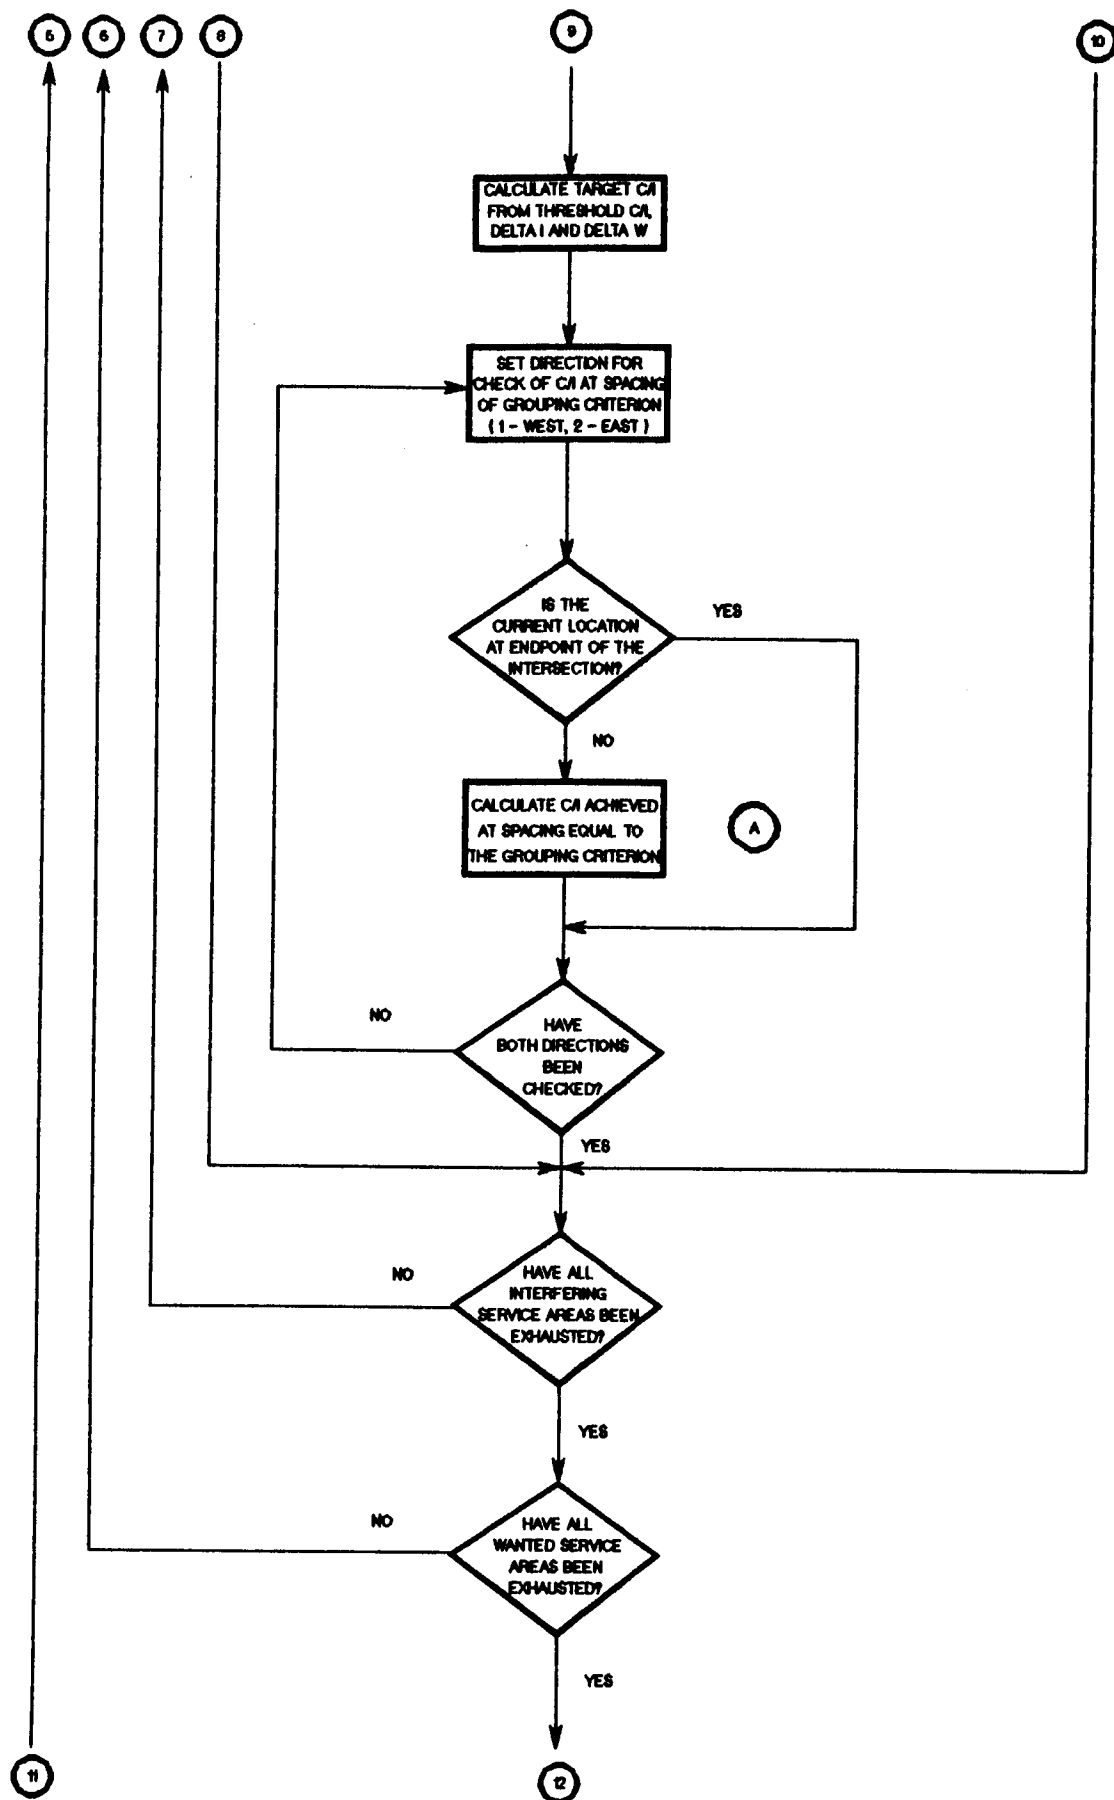 5 6 7 8 9 10
CALCULATE TARGET C/I
FROM THRESHOLD C/I,
DELTA I AND DELTA W
SET DIRECTION FOR
CHECK OF C/I AT SPACING
OF GROUPING CRITERION
( 1 - WEST, 2 - EAST )
IS THE
CURRENT LOCATION
AT ENDPOINT OF THE
INTERSECTION?
YES
NO
CALCULATE C/I ACHIEVED
AT SPACING EQUAL TO
THE GROUPING CRITERION
A
HAVE
BOTH DIRECTIONS
BEEN
CHECKED?
NO
YES
HAVE ALL
INTERFERING
SERVICE AREAS BEEN
EXHAUSTED?
NO
YES
HAVE ALL
WANTED SERVICE
AREAS BEEN
EXHAUSTED?
NO
YES
11
12